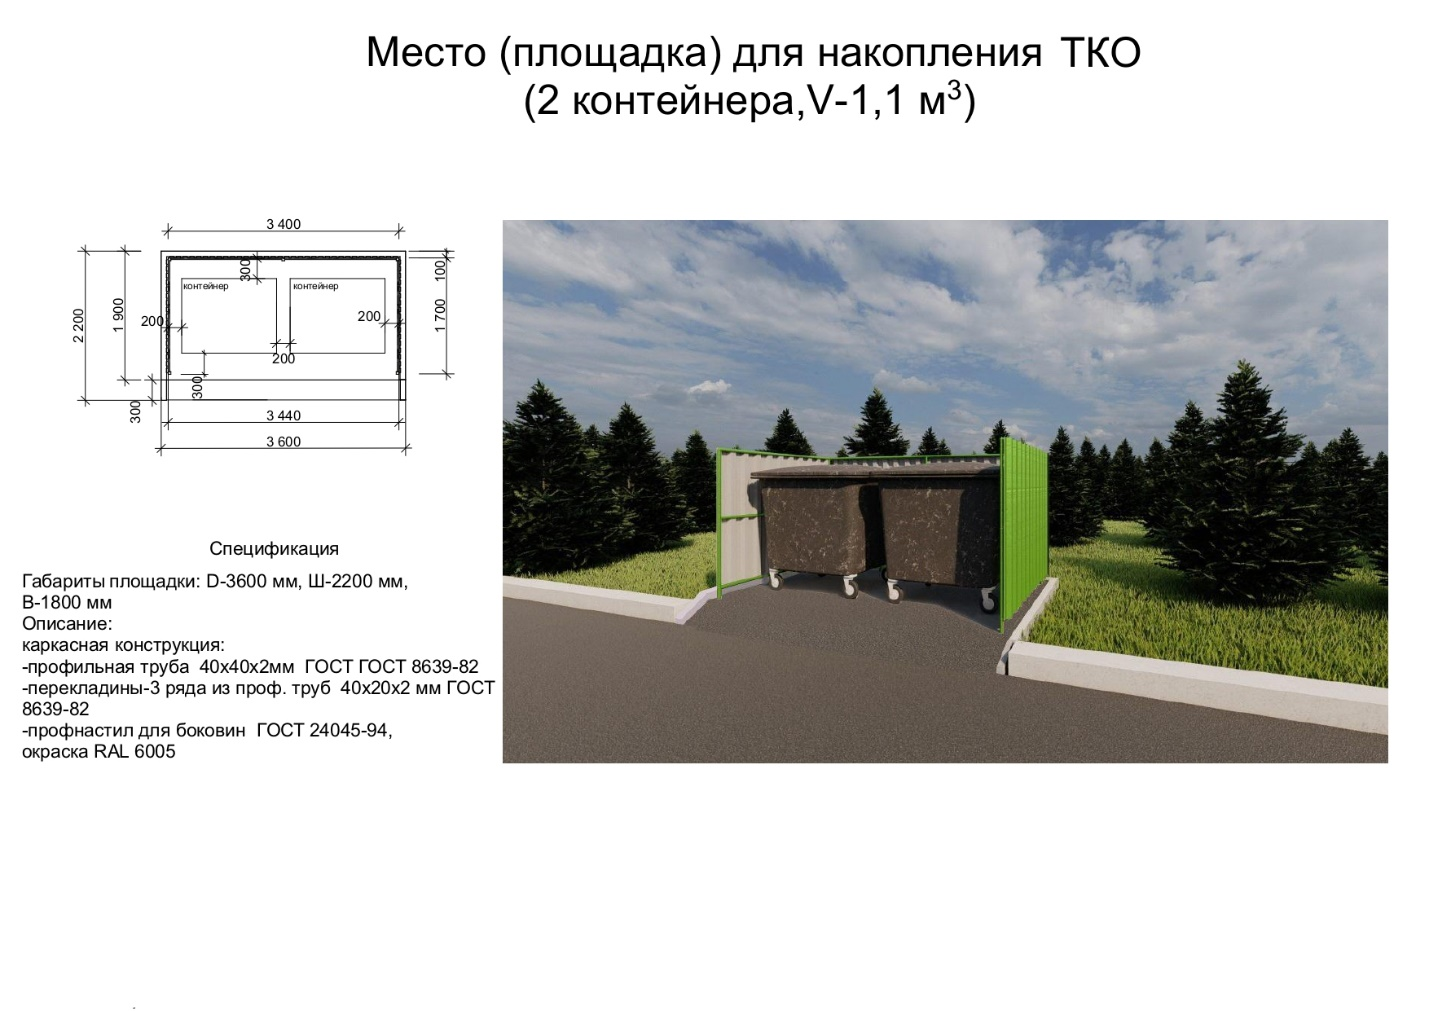 Место (площадка) для накопления ТКО
(2 контейнера,V-1,1 м³)
3 400
300
контейнер
контейнер
100
2 200
1 900
1 700
200
200
200
300
300
3 440
3 600
Спецификация
Габариты площадки: D-3600 мм, Ш-2200 мм,
В-1800 мм
Описание:
каркасная конструкция:
-профильная труба 40х40х2мм ГОСТ ГОСТ 8639-82
-перекладины-3 ряда из проф. труб 40х20х2 мм ГОСТ
8639-82
-профнастил для боковин ГОСТ 24045-94,
окраска RAL 6005